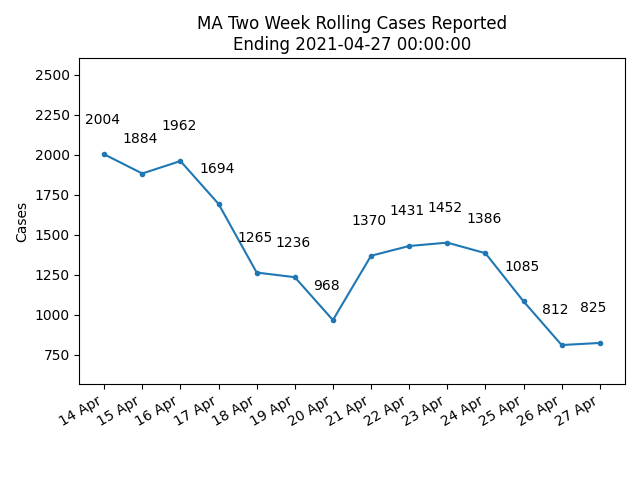 MA Two Week Rolling Cases Reported
Ending 2021-04-27 00:00:00
Cases
2500
2250
2000
1750
1500
1250
1000
750
2004
1884
1962
1694
1265
1236
968
1370
1431
1452
1386
1085
812
825
14 Apr
15 Apr
16 Apr
17 Apr
18 Apr
19 Apr
20 Apr
21 Apr
22 Apr
23 Apr
24 Apr
25 Apr
26 Apr
27 Apr